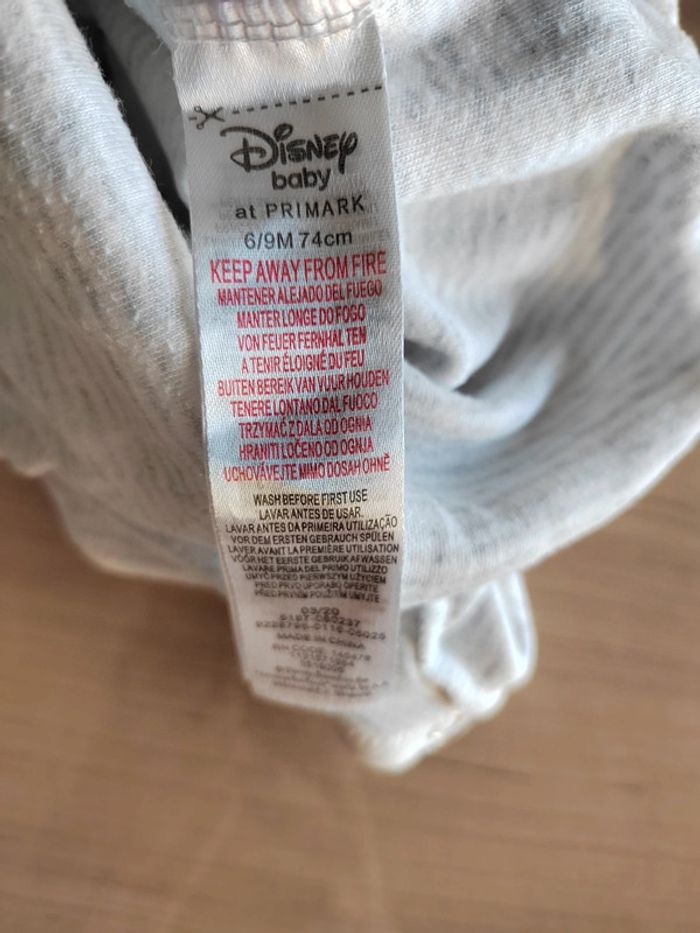 Disney
baby
at PRIMARK
6/9M 74cm
KEEP AWAY FROM FIRE
MANTENER ALEJADO DEL FUEGO
MANTER LONGE DO FOGO
VON FEUER FERNHALTEN
A TENIR ÉLOIGNÉ DU FEU
BUITEN BEREIK VAN VUUR HOUDEN
TENERE LONTANO DAL FUOCO
TRZYMAĆ Z DALA OD OGNIA
HRANITI LOČENO OD OGNJA
UCHOVÁVEJTE MIMO DOSAH OHNĚ
WASH BEFORE FIRST USE
LAVAR ANTES DE USAR.
LAVAR ANTES DA PRIMEIRA UTILIZAÇÃO
VOR DEM ERSTEN GEBRAUCH SPÜLEN
LAVER AVANT LA PREMIÈRE UTILISATION
VÓÓR HET EERSTE GEBRUIK AFWASSEN
LAVARE PRIMA DEL PRIMO UTILIZZO
UMYĆ PRZED PIERWSZYM UŻYCIEM
PRED PRVO UPORABO OPERITE
PŘED PRVNÍM POUŽITÍM UMYJTE
03/20
MADE IN CHINA